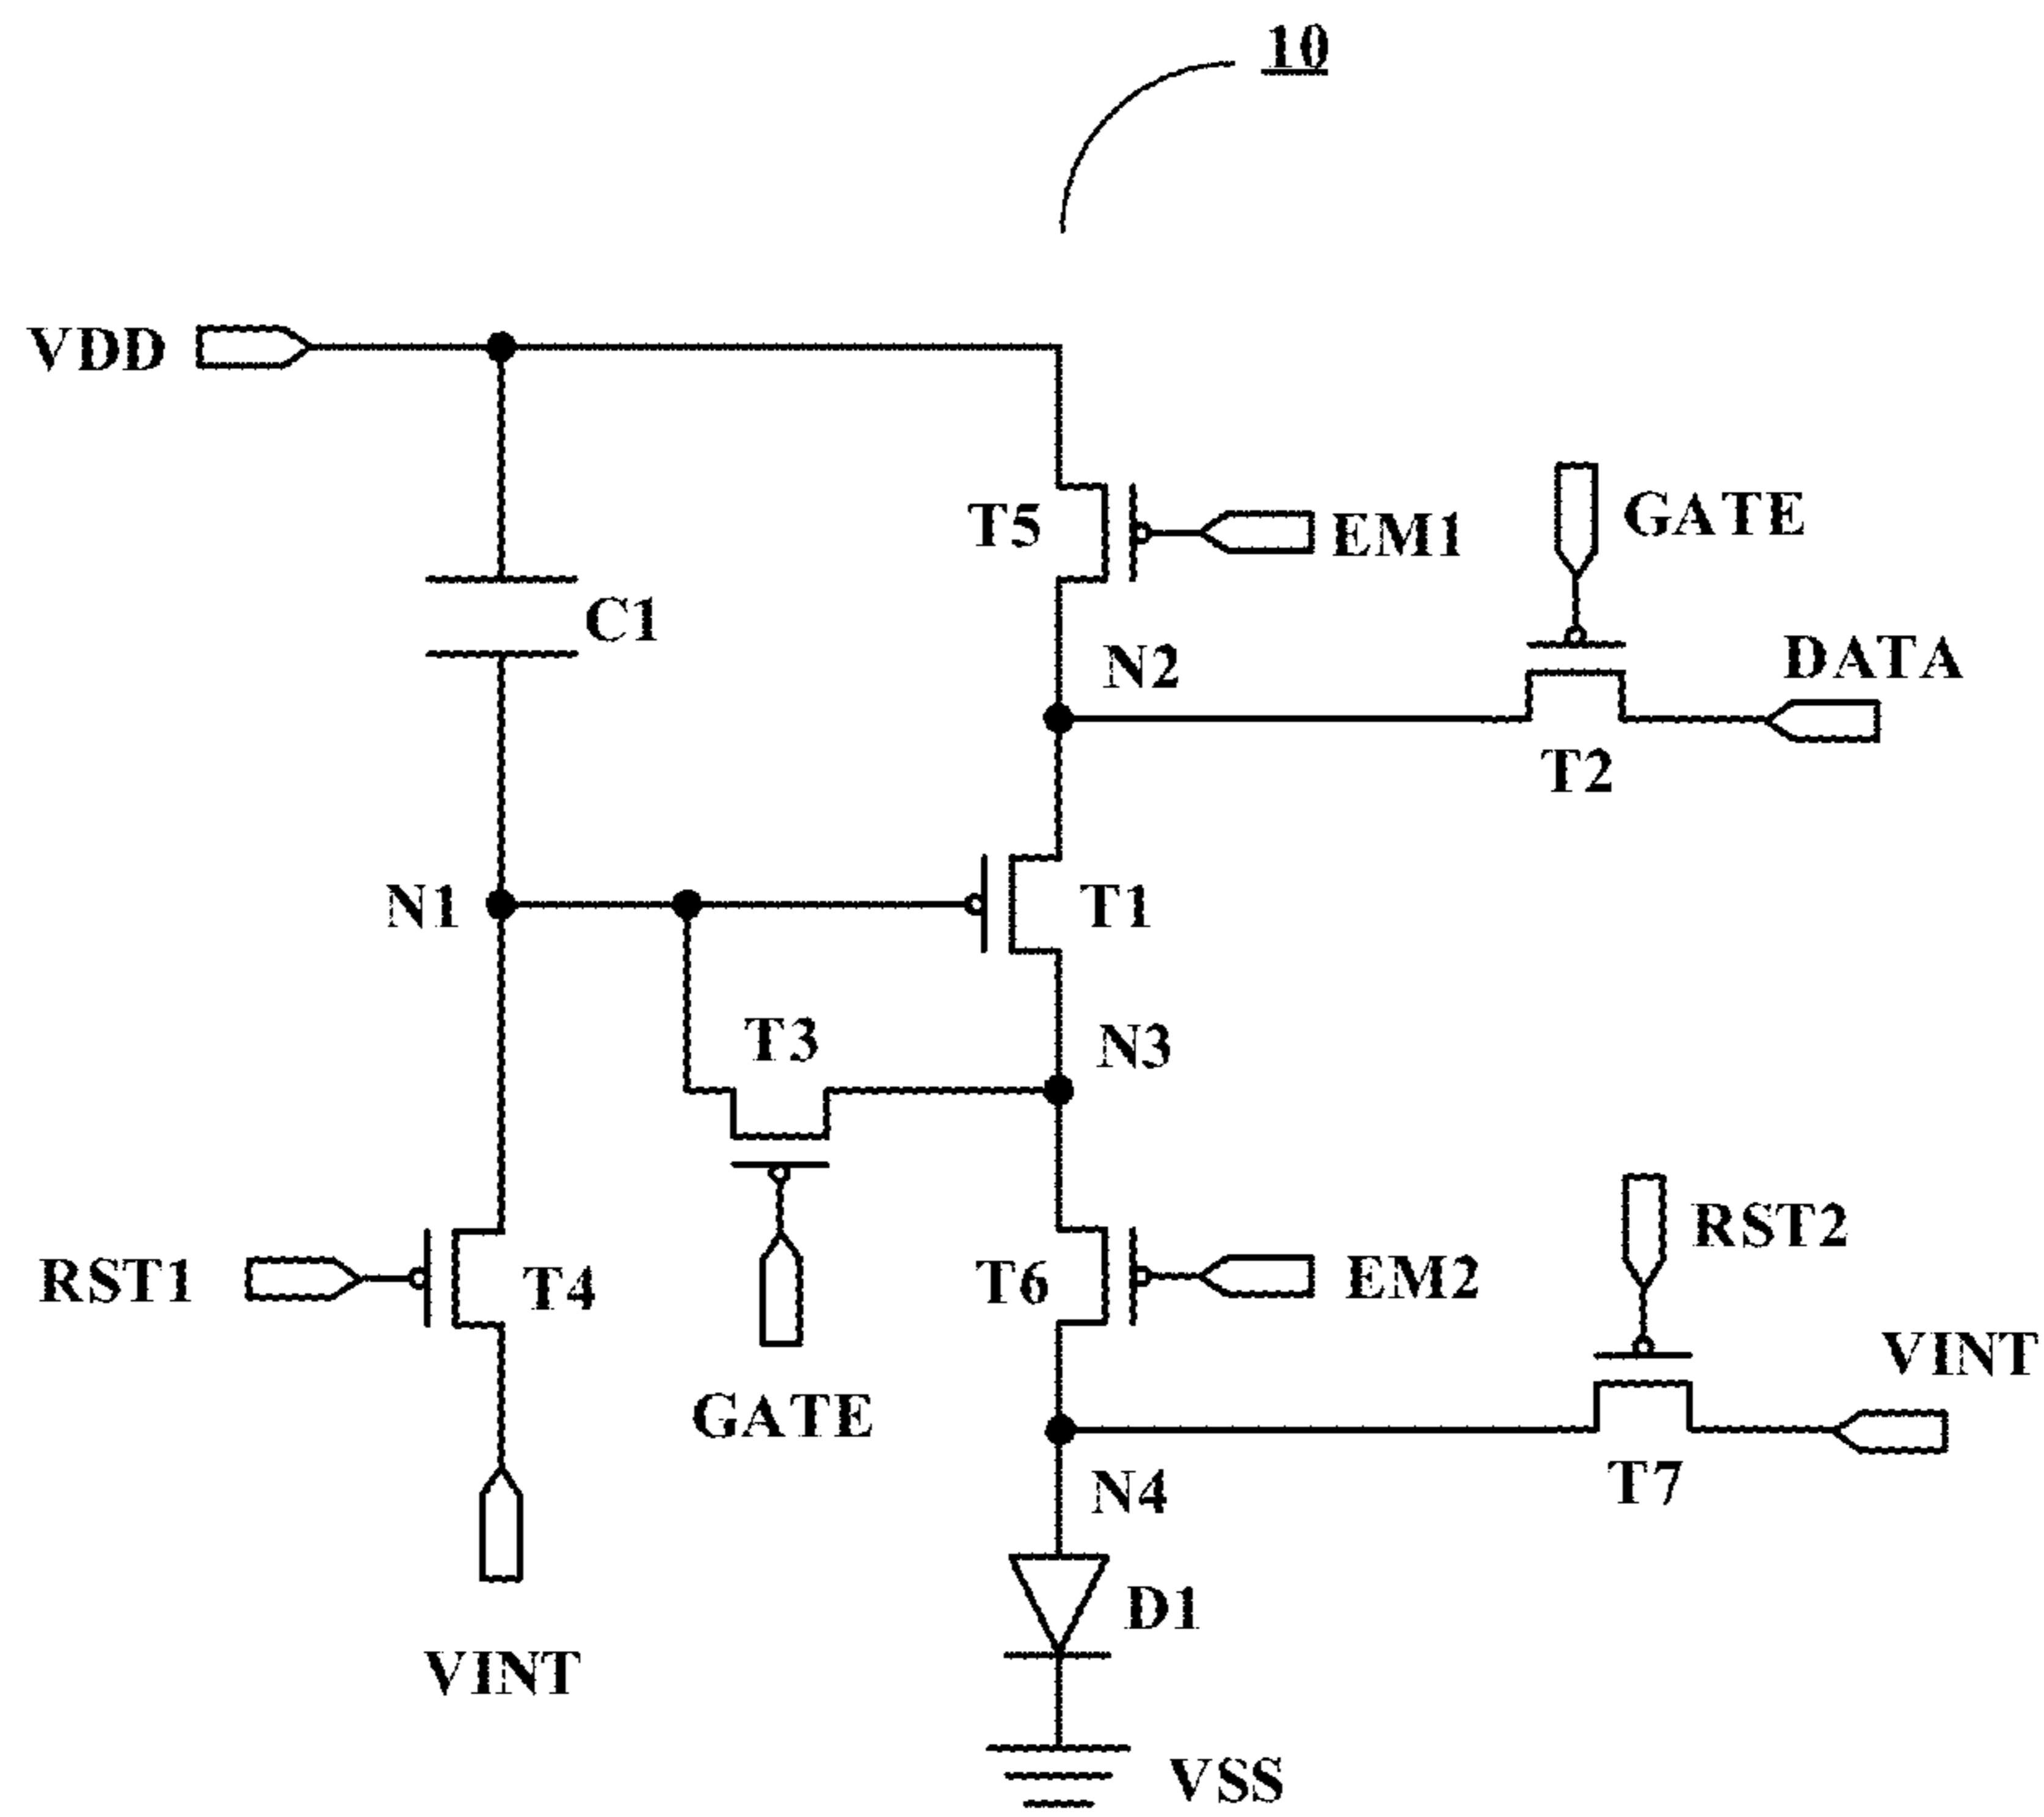 10
VDD
T5
EM1
GATE
C1
N2
DATA
T2
N1
T1
T3
N3
RST1
T4
T6
EM2
RST2
VINT
GATE
N4
T7
D1
VINT
VSS